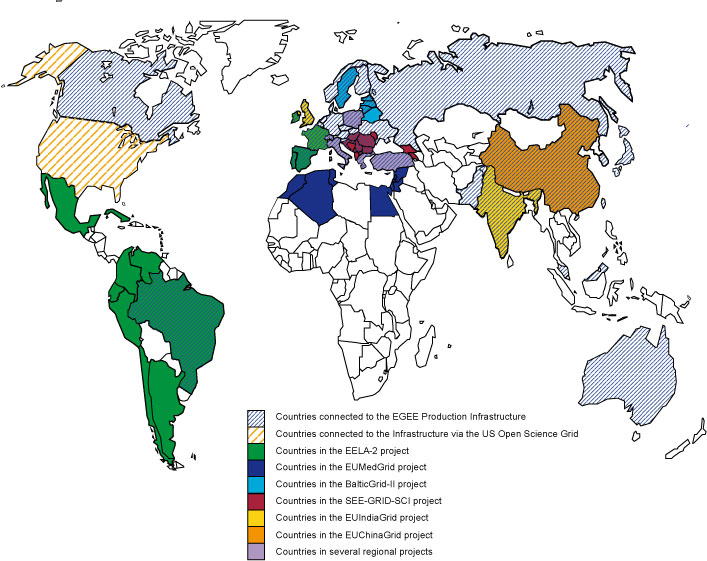 Countries connected to the EGEE Production Infrastructure
Countries connected to the Infrastructure via the US Open Science Grid
Countries in the EELA-2 project
Countries in the EUMedGrid project
Countries in the BalticGrid-II project
Countries in the SEE-GRID-SCI project
Countries in the EUIndiaGrid project
Countries in the EUChinaGrid project
Countries in several regional projects